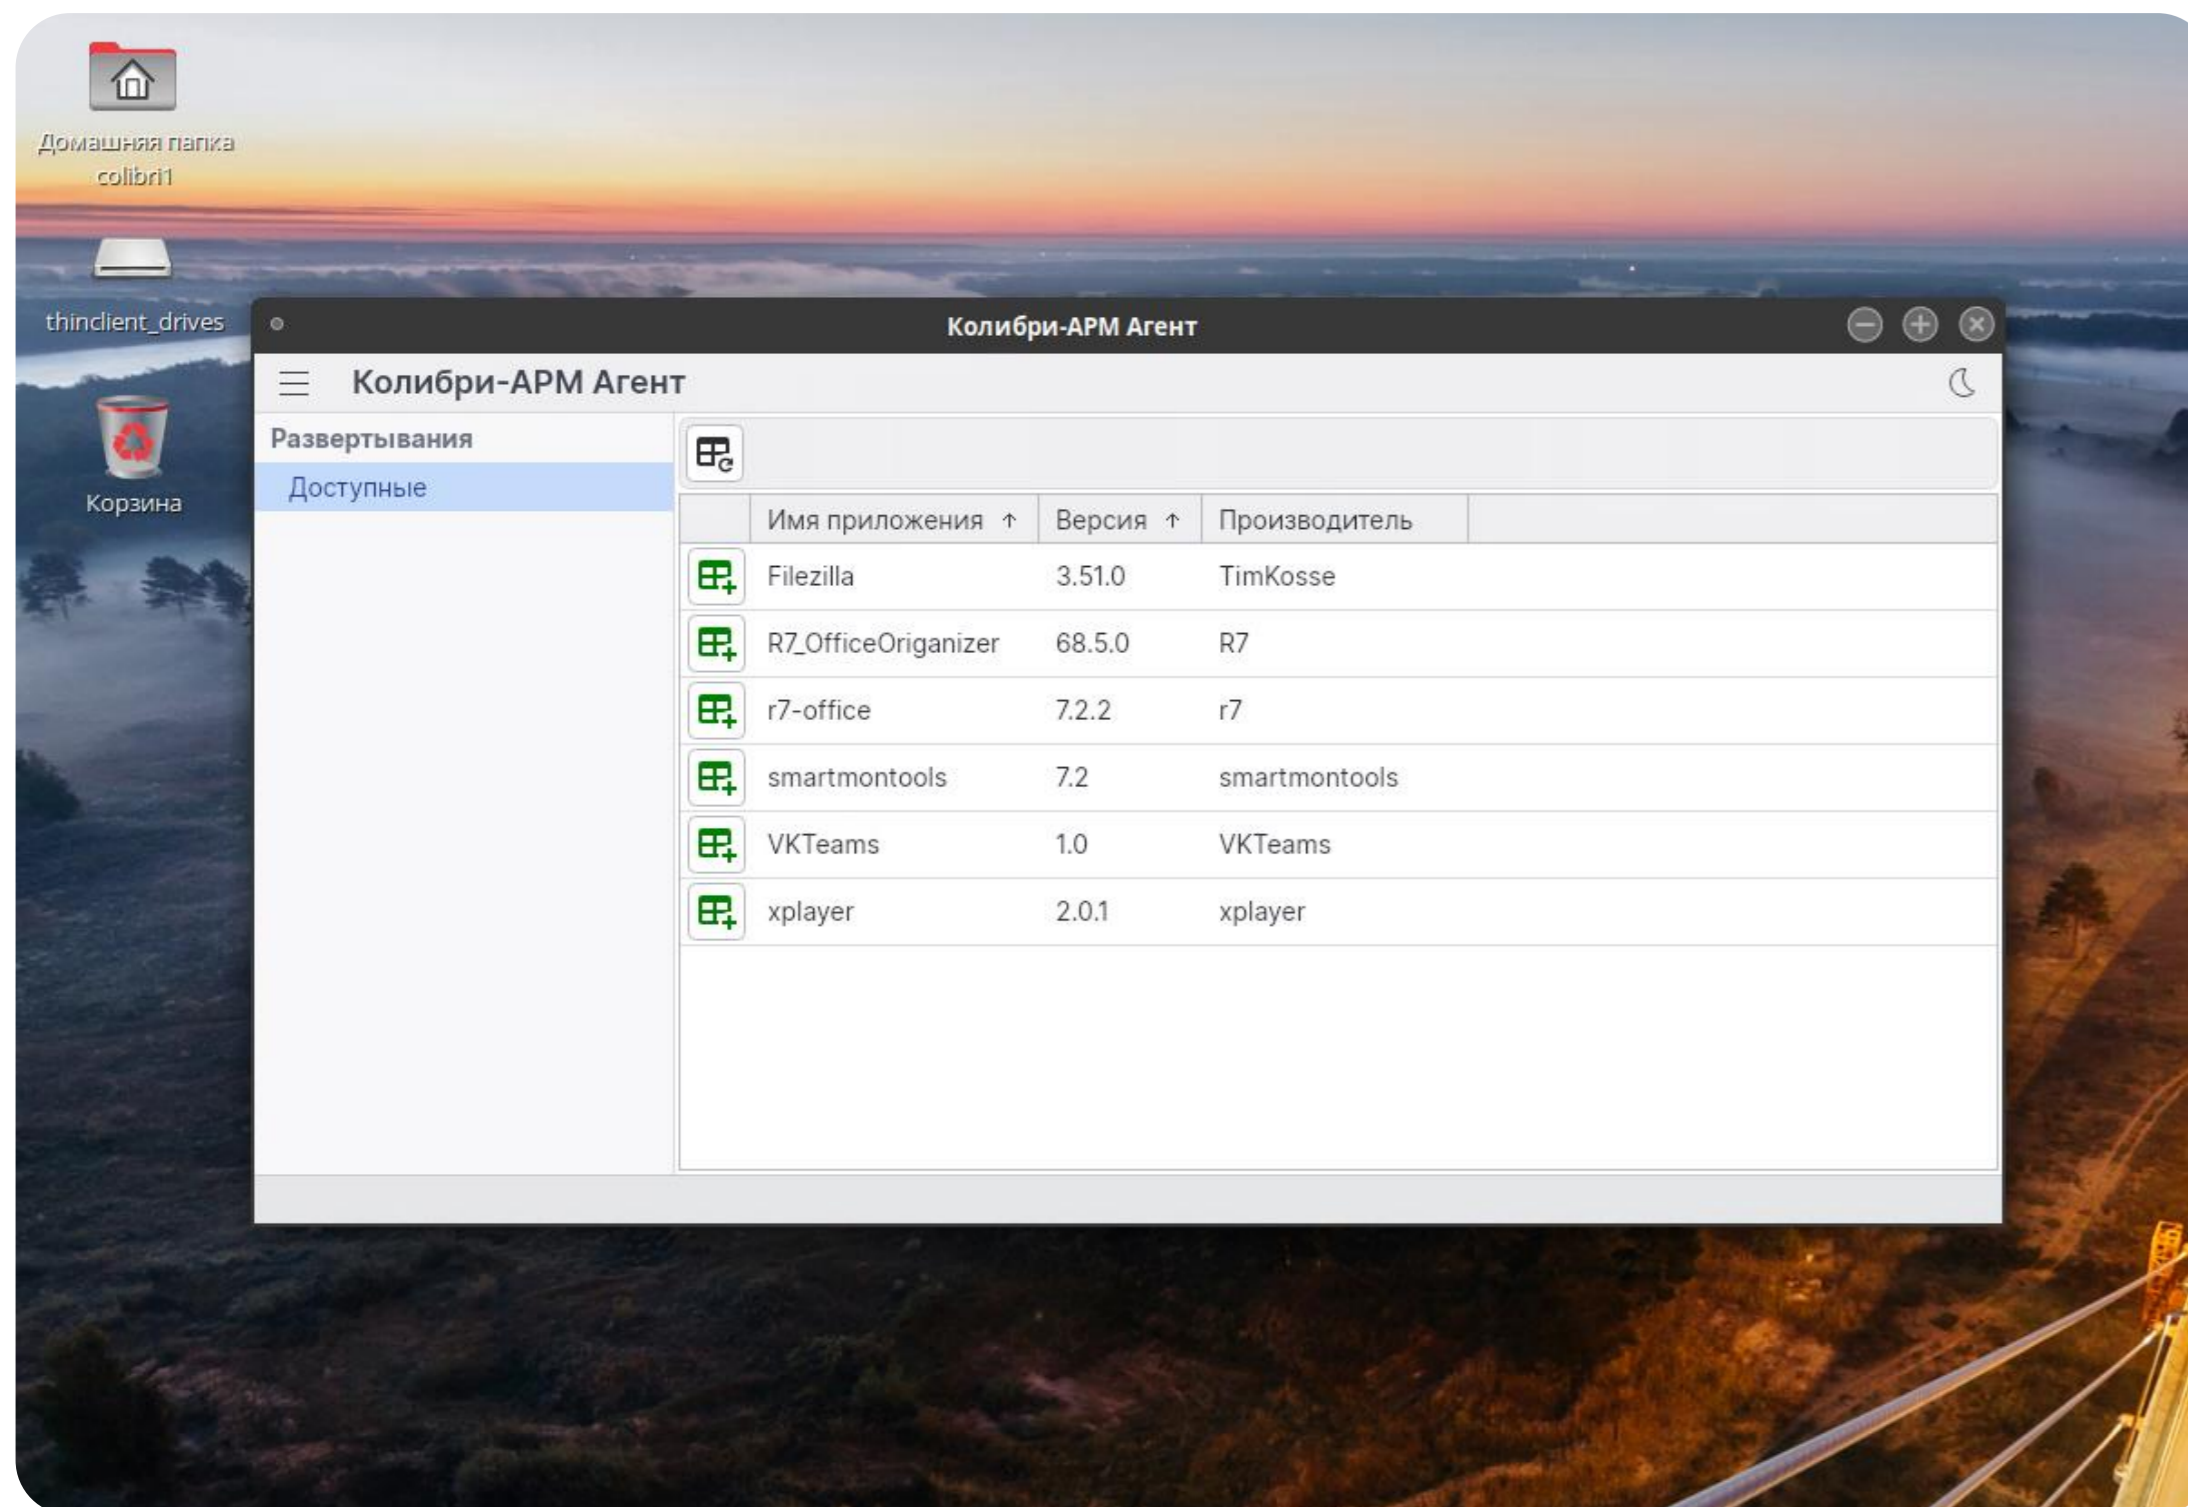 Домашняя папка
colibri1
thinclient_drives
Корзина
Колибри-АРМ Агент
Колибри-АРМ Агент
Развертывания
Доступные
Имя приложения ↑ Версия ↑ Производитель
Filezilla 3.51.0 TimKosse
R7_OfficeOriganizer 68.5.0 R7
r7-office 7.2.2 r7
smartmontools 7.2 smartmontools
VKTeams 1.0 VKTeams
xplayer 2.0.1 xplayer